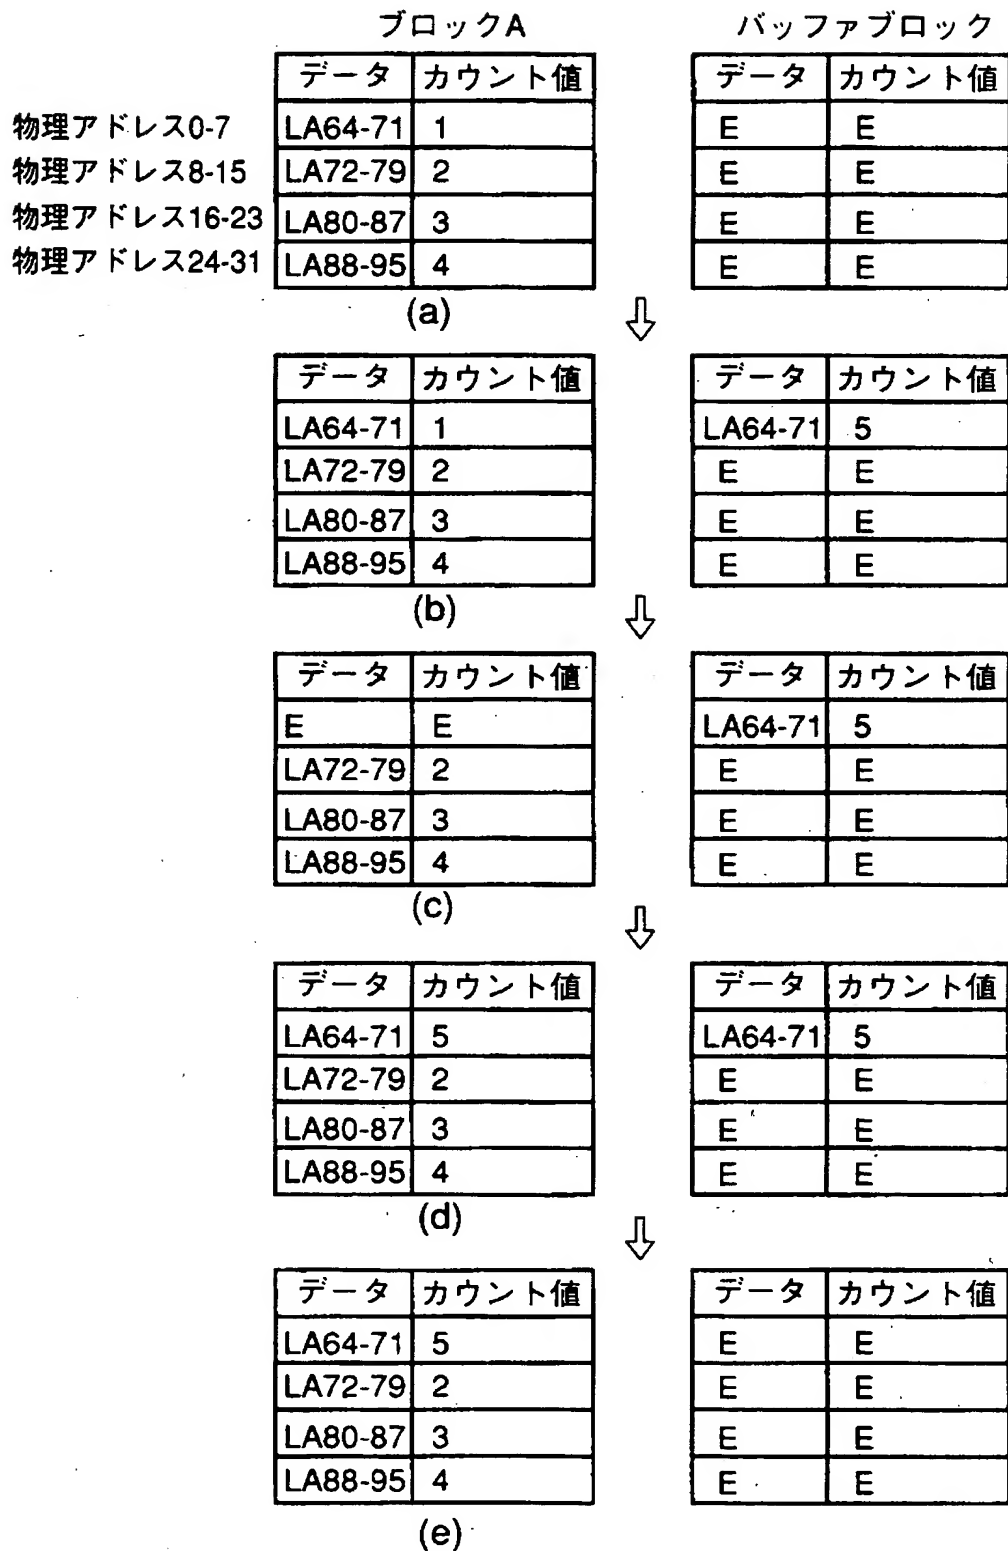 ブロックA バッファブロック
データ カウント値 データ カウント値
物理アドレス0-7 LA64-71 1 E E
物理アドレス8-15 LA72-79 2 E E
物理アドレス16-23 LA80-87 3 E E
物理アドレス24-31 LA88-95 4 E E
(a)
データ カウント値 データ カウント値
LA64-71 1 LA64-71 5
LA72-79 2 E E
LA80-87 3 E E
LA88-95 4 E E
(b)
データ カウント値 データ カウント値
E E LA64-71 5
LA72-79 2 E E
LA80-87 3 E E
LA88-95 4 E E
(c)
データ カウント値 データ カウント値
LA64-71 5 LA64-71 5
LA72-79 2 E E
LA80-87 3 E E
LA88-95 4 E E
(d)
データ カウント値 データ カウント値
LA64-71 5 E E
LA72-79 2 E E
LA80-87 3 E E
LA88-95 4 E E
(e)